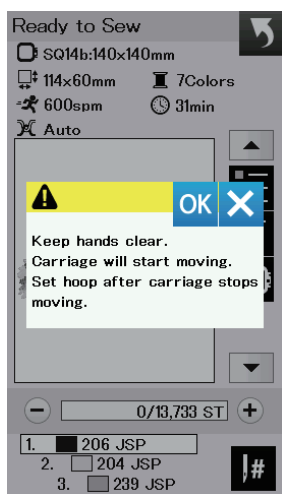 Ready to Sew
SQ14b:140x140mm
114x60mm 7Colors
600spm 31min
Auto
OK
Keep hands clear.
Carriage will start moving.
Set hoop after carriage stops
moving.
0/13,733 ST
1. 206 JSP
2. 204 JSP
3. 239 JSP
#